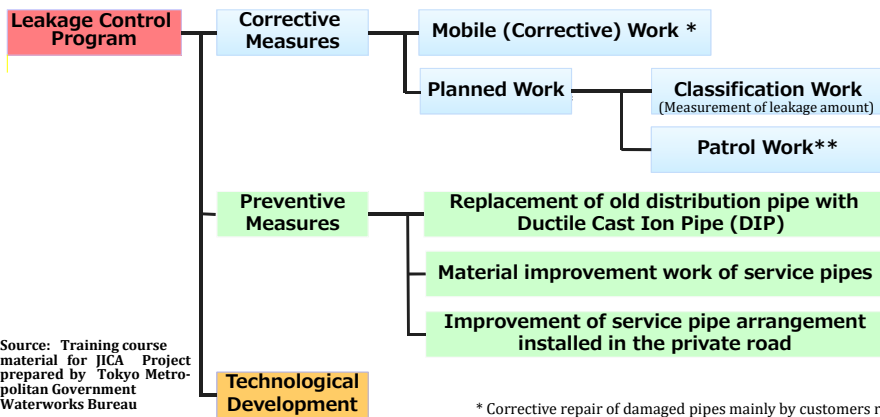 Leakage Control
Program
Corrective
Measures
Mobile (Corrective) Work *
Planned Work
Classification Work
(Measurement of leakage amount)
Patrol Work**
Preventive
Measures
Replacement of old distribution pipe with
Ductile Cast Ion Pipe (DIP)
Material improvement work of service pipes
Improvement of service pipe arrangement
installed in the private road
Technological
Development
Source: Training course
material for JICA Project
prepared by Tokyo Metro-
politan Government
Waterworks Bureau
* Corrective repair of damaged pipes mainly by customers